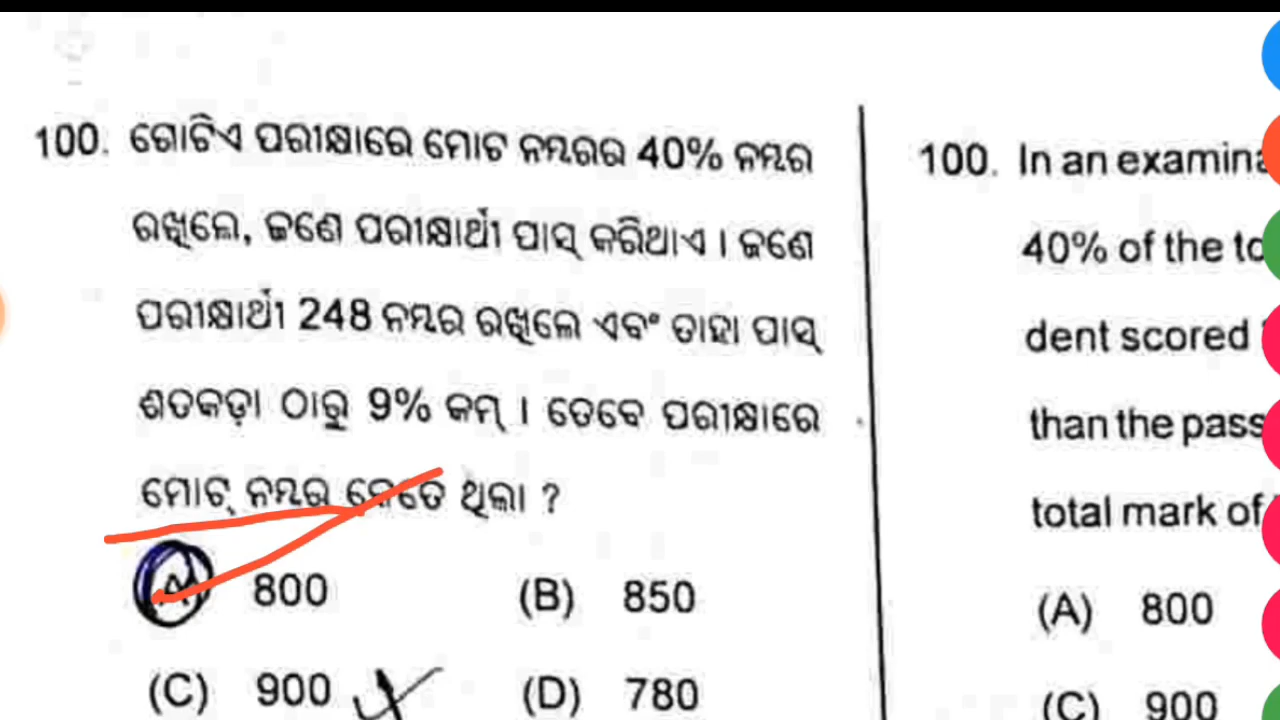 100. ଗୋଟିଏ ପରୀକ୍ଷାରେ ମୋଟ ନମ୍ବରର 40% ନମ୍ବର
ରଖିଲେ, ଜଣେ ପରୀକ୍ଷାର୍ଥୀ ପାସ୍ କରିଥାଏ । ଜଣେ
ପରୀକ୍ଷାର୍ଥୀ 248 ନମ୍ବର ରଖିଲେ ଏବଂ ତାହା ପାସ୍
ଶତକଡ଼ା ଠାରୁ 9% କମ୍ । ତେବେ ପରୀକ୍ଷାରେ
ମୋଟ୍ ନମ୍ବର କେତେ ଥିଲା ?
(A) 800 (B) 850
(C) 900 (D) 780
100. In an examina
40% of the to
dent scored
than the pass
total mark of
(A) 800
(C) 900